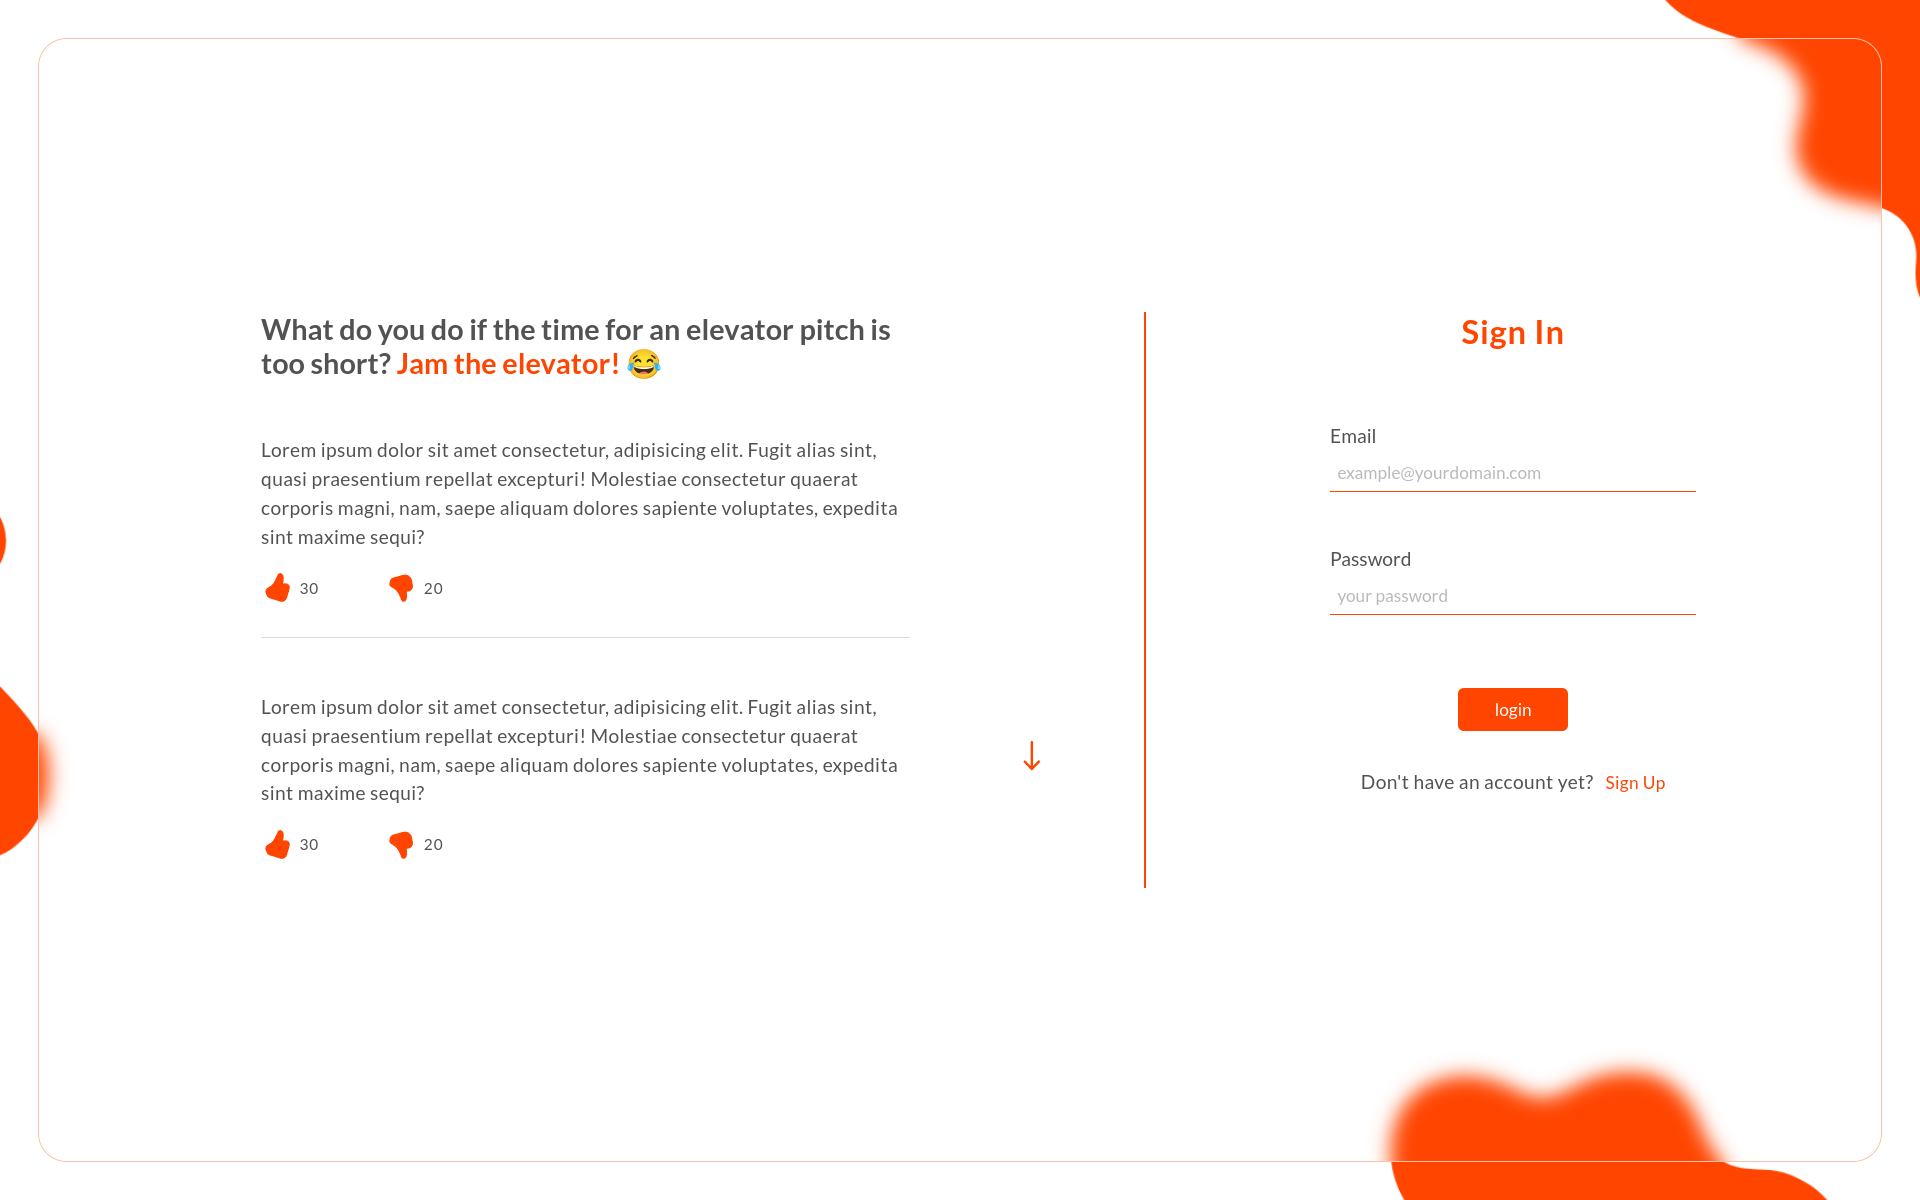 What do you do if the time for an elevator pitch is
too short? Jam the elevator! 😂
Lorem ipsum dolor sit amet consectetur, adipisicing elit. Fugit alias sint,
quasi praesentium repellat excepturi! Molestiae consectetur quaerat
corporis magni, nam, saepe aliquam dolores sapiente voluptates, expedita
sint maxime sequi?
30 20
Lorem ipsum dolor sit amet consectetur, adipisicing elit. Fugit alias sint,
quasi praesentium repellat excepturi! Molestiae consectetur quaerat
corporis magni, nam, saepe aliquam dolores sapiente voluptates, expedita
sint maxime sequi?
30 20
Sign In
Email
example@yourdomain.com
Password
your password
login
Don't have an account yet? Sign Up